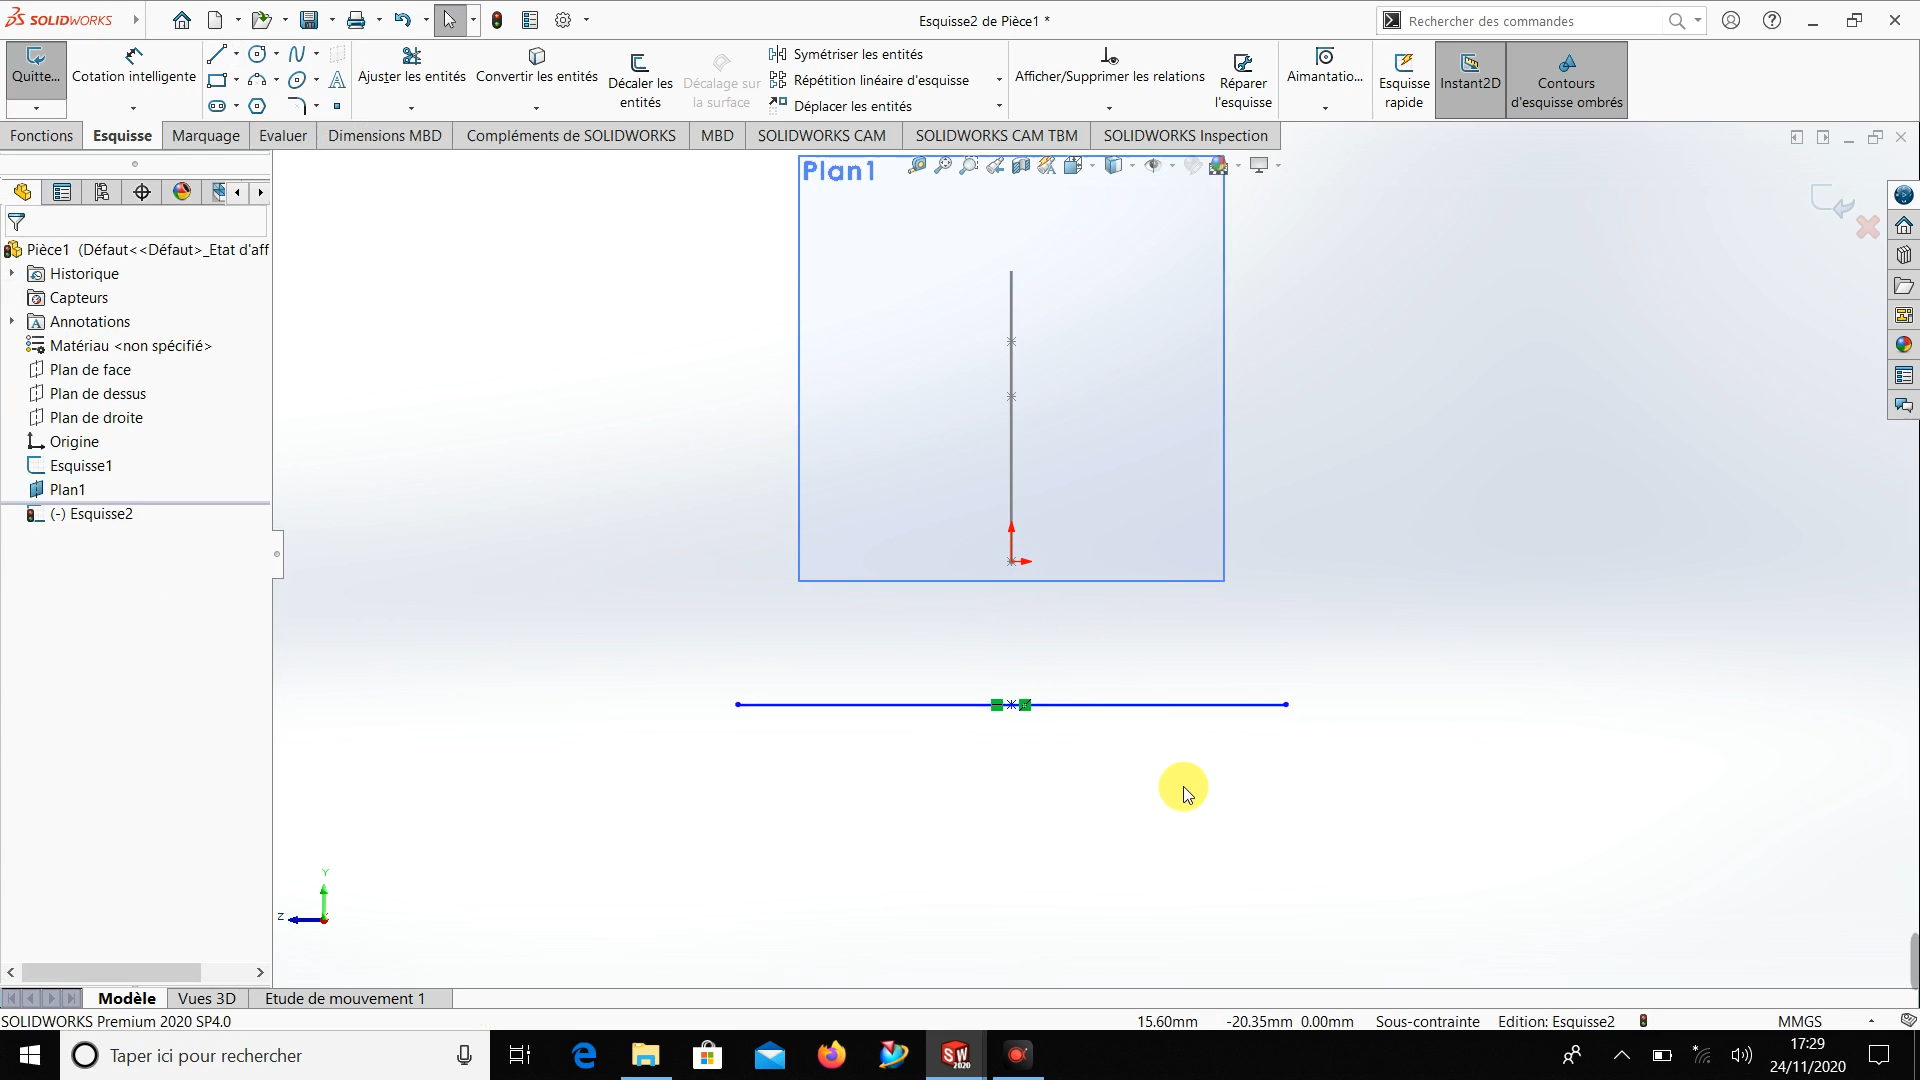 SOLIDWORKS
Esquisse2 de Pièce1 *
Rechercher des commandes
Quitte...
Cotation intelligente
Ajuster les entités
Convertir les entités
Décaler les
entités
Décalage sur
la surface
Symétriser les entités
Répétition linéaire d'esquisse
Déplacer les entités
Afficher/Supprimer les relations
Réparer
l'esquisse
Aimantatio...
Esquisse
rapide
Instant2D
Contours
d'esquisse ombrés
Fonctions
Esquisse
Marquage
Evaluer
Dimensions MBD
Compléments de SOLIDWORKS
MBD
SOLIDWORKS CAM
SOLIDWORKS CAM TBM
SOLIDWORKS Inspection
Plan1
Pièce1 (Défaut<<Défaut>_Etat d'aff
Historique
Capteurs
Annotations
Matériau <non spécifié>
Plan de face
Plan de dessus
Plan de droite
Origine
Esquisse1
Plan1
(-) Esquisse2
Y
Z
Modèle
Vues 3D
Etude de mouvement 1
SOLIDWORKS Premium 2020 SP4.0
15.60mm
-20.35mm
0.00mm
Sous-contrainte
Edition: Esquisse2
MMGS
Taper ici pour rechercher
SW
2020
17:29
24/11/2020